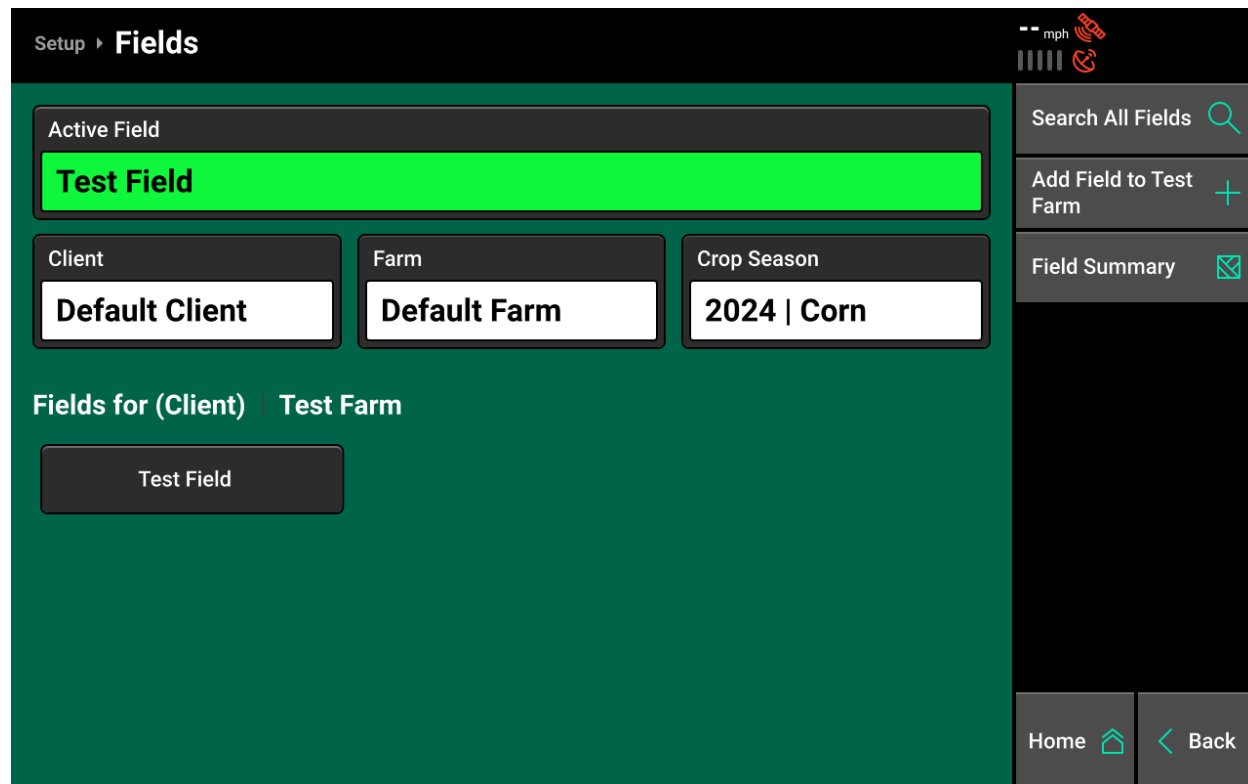 Setup ▸ Fields
-- mph
Active Field
Test Field
Client
Default Client
Farm
Default Farm
Crop Season
2024 | Corn
Fields for (Client) | Test Farm
Test Field
Search All Fields
Add Field to Test
Farm
Field Summary
Home
Back